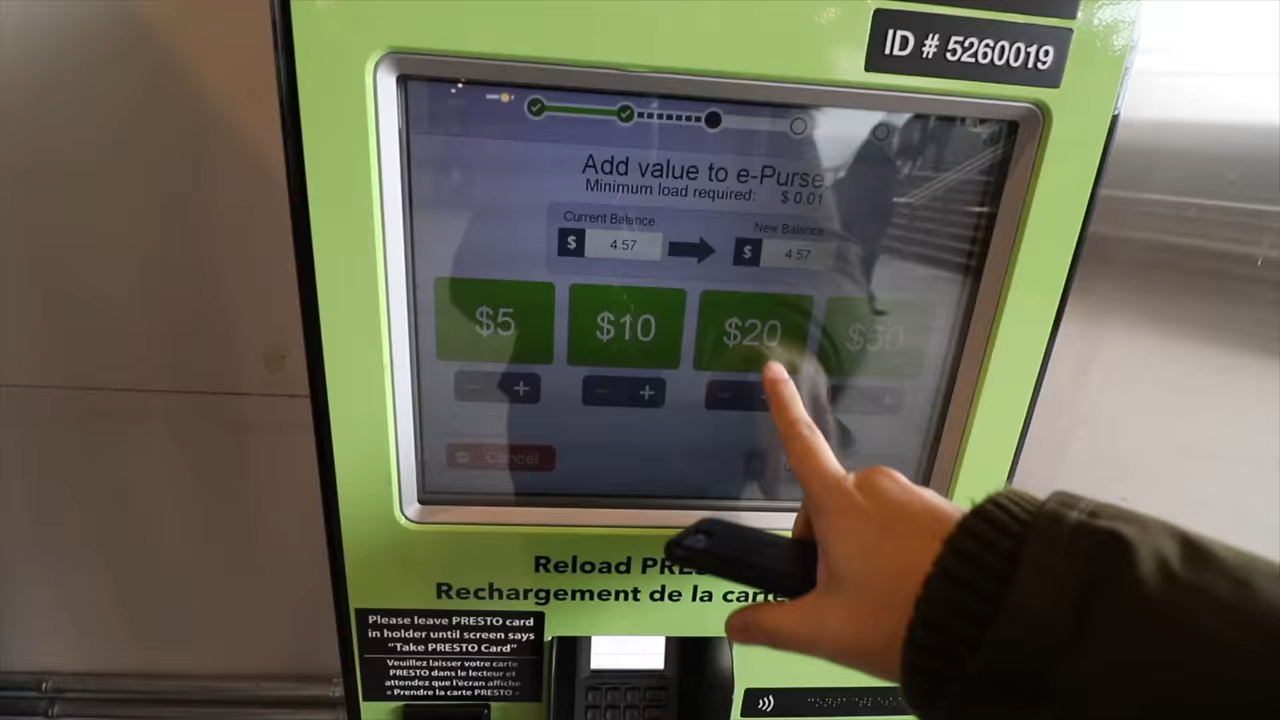 ID # 5260019
Add value to e-Purse
Minimum load required: $ 0.01
Current Balance
New Balance
$ 4.57
$ 4.57
$5
$10
$20
- +
- +
-
Cancel
Reload
Rechargement de la carte
Please leave PRESTO card
in holder until screen says
"Take PRESTO Card"
Veuillez laisser votre carte
PRESTO dans le lecteur et
attendez que l'écran affiche
« Prendre la carte PRESTO »